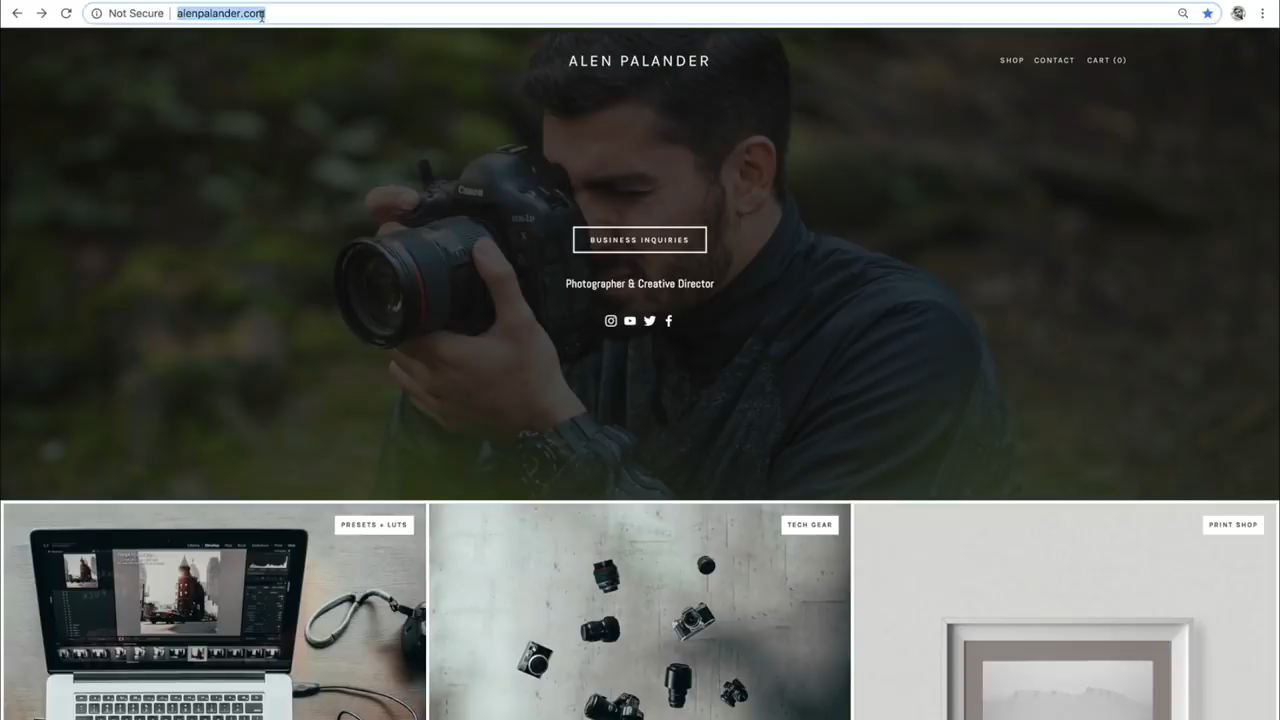 Not Secure
alenpalander.com
ALEN PALANDER
SHOP CONTACT CART (0)
Canon
BUSINESS INQUIRIES
Photographer & Creative Director
PRESETS + LUTS
TECH GEAR
PRINT SHOP